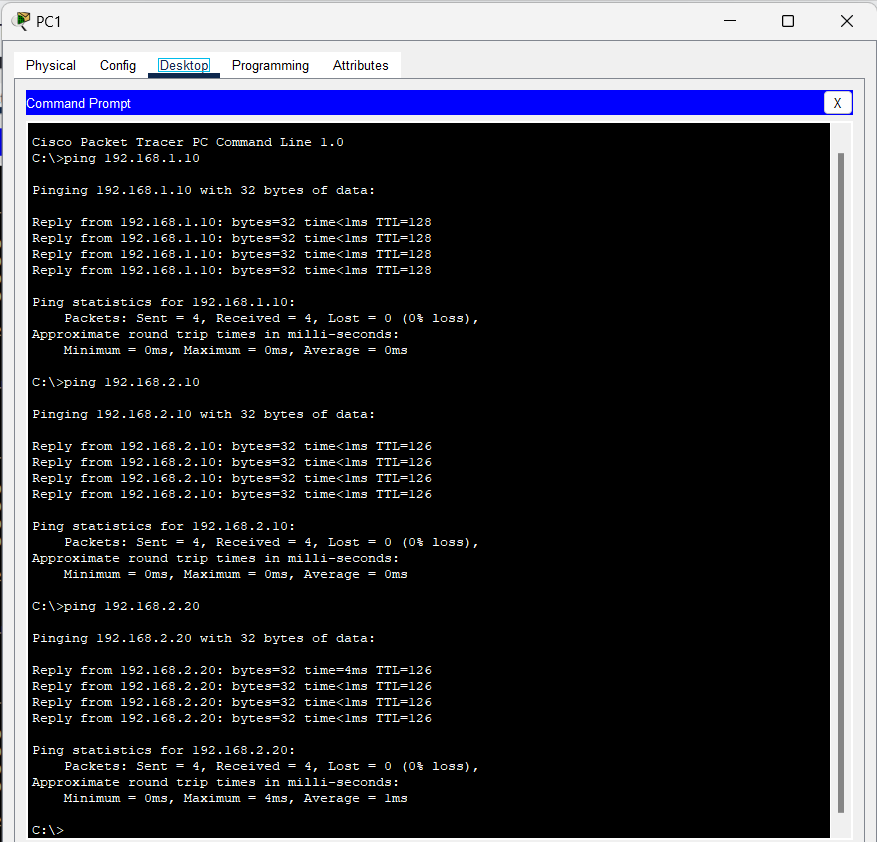 PC1
Physical Config Desktop Programming Attributes
Command Prompt X
Cisco Packet Tracer PC Command Line 1.0
C:\>ping 192.168.1.10
Pinging 192.168.1.10 with 32 bytes of data:
Reply from 192.168.1.10: bytes=32 time<1ms TTL=128
Reply from 192.168.1.10: bytes=32 time<1ms TTL=128
Reply from 192.168.1.10: bytes=32 time<1ms TTL=128
Reply from 192.168.1.10: bytes=32 time<1ms TTL=128
Ping statistics for 192.168.1.10:
    Packets: Sent = 4, Received = 4, Lost = 0 (0% loss),
Approximate round trip times in milli-seconds:
    Minimum = 0ms, Maximum = 0ms, Average = 0ms
C:\>ping 192.168.2.10
Pinging 192.168.2.10 with 32 bytes of data:
Reply from 192.168.2.10: bytes=32 time<1ms TTL=126
Reply from 192.168.2.10: bytes=32 time<1ms TTL=126
Reply from 192.168.2.10: bytes=32 time<1ms TTL=126
Reply from 192.168.2.10: bytes=32 time<1ms TTL=126
Ping statistics for 192.168.2.10:
    Packets: Sent = 4, Received = 4, Lost = 0 (0% loss),
Approximate round trip times in milli-seconds:
    Minimum = 0ms, Maximum = 0ms, Average = 0ms
C:\>ping 192.168.2.20
Pinging 192.168.2.20 with 32 bytes of data:
Reply from 192.168.2.20: bytes=32 time=4ms TTL=126
Reply from 192.168.2.20: bytes=32 time<1ms TTL=126
Reply from 192.168.2.20: bytes=32 time<1ms TTL=126
Reply from 192.168.2.20: bytes=32 time<1ms TTL=126
Ping statistics for 192.168.2.20:
    Packets: Sent = 4, Received = 4, Lost = 0 (0% loss),
Approximate round trip times in milli-seconds:
    Minimum = 0ms, Maximum = 4ms, Average = 1ms
C:\>